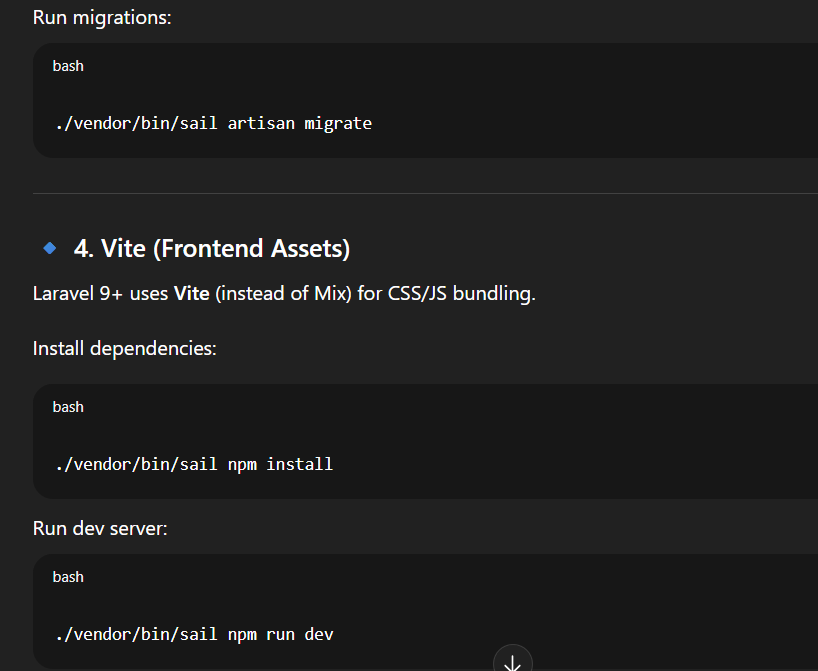 Run migrations:
bash
./vendor/bin/sail artisan migrate
4. Vite (Frontend Assets)
Laravel 9+ uses Vite (instead of Mix) for CSS/JS bundling.
Install dependencies:
bash
./vendor/bin/sail npm install
Run dev server:
bash
./vendor/bin/sail npm run dev